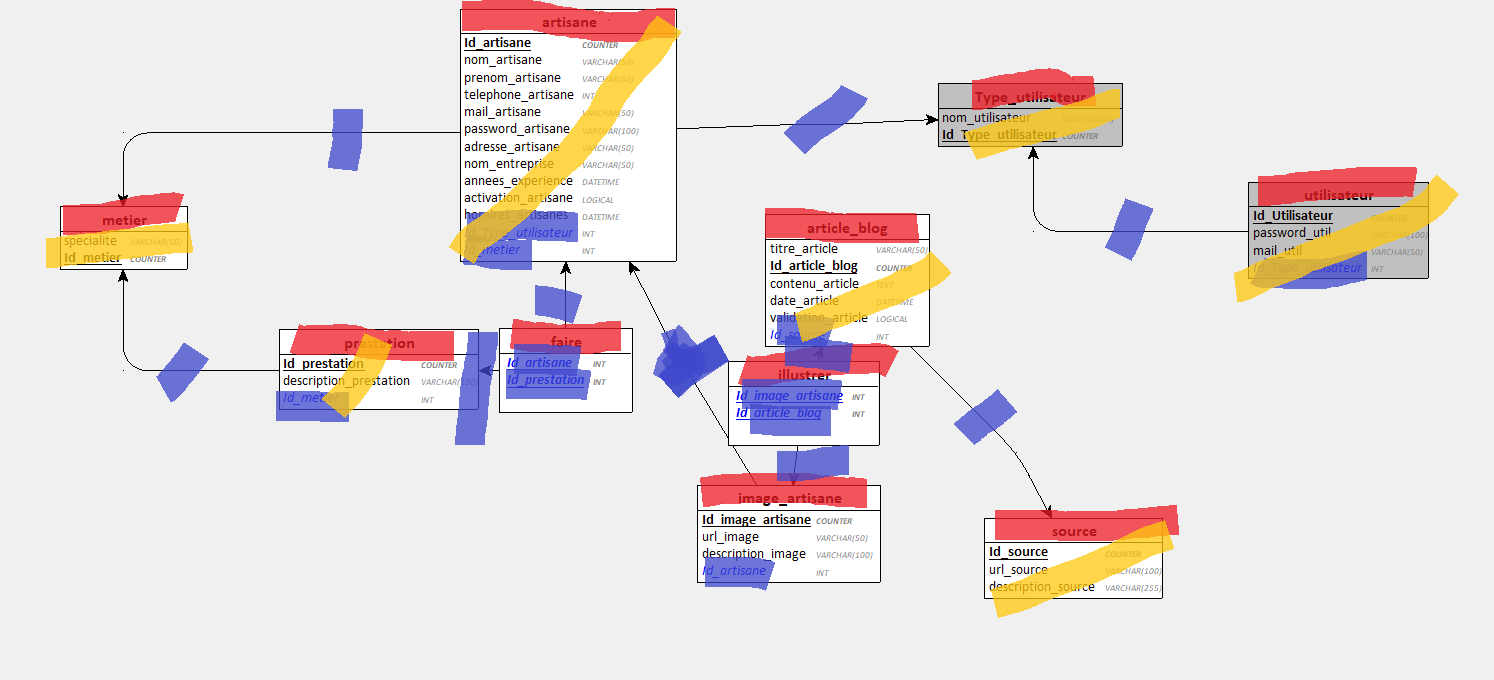 artisane
Id_artisane COUNTER
nom_artisane VARCHAR(50)
prenom_artisane VARCHAR(50)
telephone_artisane INT
mail_artisane VARCHAR(50)
password_artisane VARCHAR(100)
adresse_artisane VARCHAR(50)
nom_entreprise VARCHAR(50)
annees_experience DATETIME
activation_artisane LOGICAL
horaires_artisanes DATETIME
Id_Type_utilisateur INT
Id_metier INT
Type_utilisateur
nom_utilisateur VARCHAR(50)
Id_Type_utilisateur COUNTER
utilisateur
Id_Utilisateur COUNTER
password_util VARCHAR(100)
mail_util VARCHAR(50)
Id_Type_utilisateur INT
metier
specialite VARCHAR(50)
Id_metier COUNTER
article_blog
titre_article VARCHAR(50)
Id_article_blog COUNTER
contenu_article TEXT
date_article DATETIME
validation_article LOGICAL
Id_source INT
prestation
Id_prestation COUNTER
description_prestation VARCHAR(100)
Id_metier INT
faire
Id_artisane INT
Id_prestation INT
illustrer
Id_image_artisane INT
Id_article_blog INT
image_artisane
Id_image_artisane COUNTER
url_image VARCHAR(50)
description_image VARCHAR(100)
Id_artisane INT
source
Id_source COUNTER
url_source VARCHAR(100)
description_source VARCHAR(255)